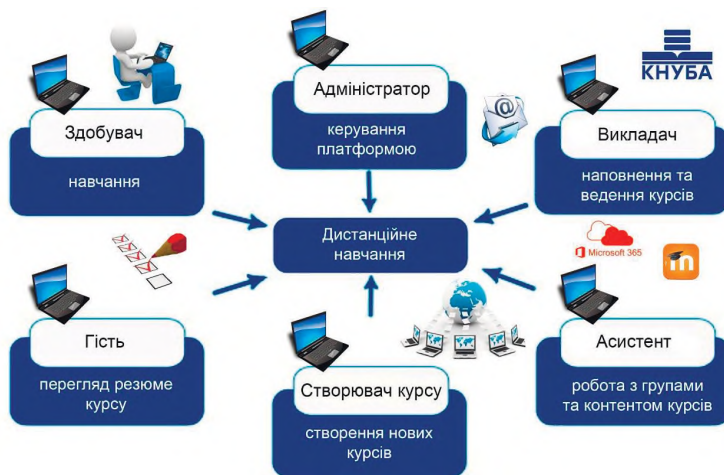 КНУБА
Здобувач
навчання
Адміністратор
керування
платформою
Викладач
наповнення та
ведення курсів
Дистанційне
навчання
Microsoft 365
Гість
перегляд резюме
курсу
Створювач курсу
створення нових
курсів
Асистент
робота з групами
та контентом курсів